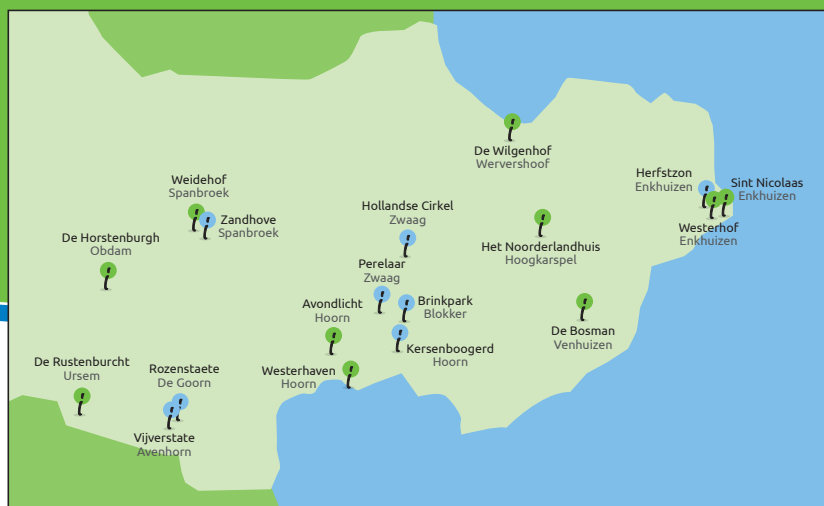 De Wilgenhof
Wervershoof
Herfstzon
Enkhuizen
Sint Nicolaas
Enkhuizen
Weidehof
Spanbroek
Zandhove
Spanbroek
Hollandse Cirkel
Zwaag
Westerhof
Enkhuizen
De Horstenburgh
Obdam
Het Noorderlandhuis
Hoogkarspel
Perelaar
Zwaag
Avondlicht
Hoorn
Brinkpark
Blokker
De Bosman
Venhuizen
Kersenboogerd
Hoorn
De Rustenburcht
Ursem
Rozenstaete
De Goorn
Westerhaven
Hoorn
Vijverstate
Avenhorn